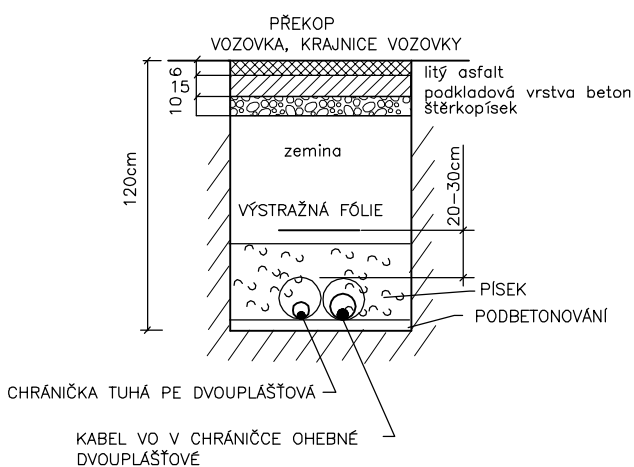 PŘEKOP
VOZOVKA, KRAJNICE VOZOVKY
6
15
10
litý asfalt
podkladová vrstva beton
štěrkopísek
120cm
zemina
20-30cm
VÝSTRAŽNÁ FÓLIE
PÍSEK
PODBETONOVÁNÍ
CHRÁNIČKA TUHÁ PE DVOUPLÁŠŤOVÁ
KABEL VO V CHRÁNIČCE OHEBNÉ
DVOUPLÁŠŤOVÉ